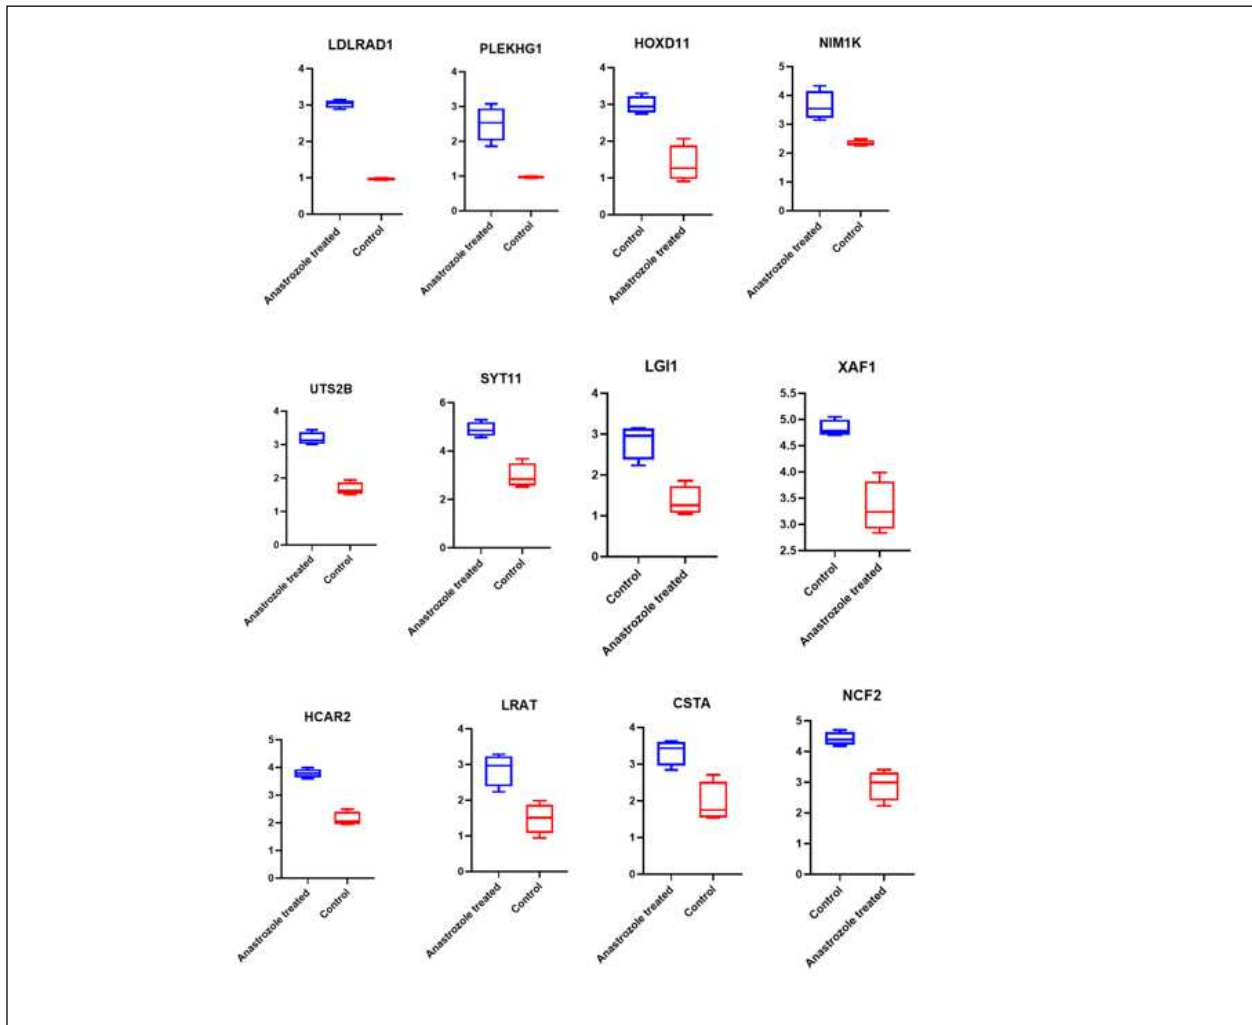 LDLRAD1
4
3
2
1
0
Anastrozole treated
Control
PLEKHG1
4
3
2
1
0
Anastrozole treated
Control
HOXD11
4
3
2
1
0
Control
Anastrozole treated
NIM1K
5
4
3
2
1
0
Anastrozole treated
Control
UTS2B
4
3
2
1
0
Anastrozole treated
Control
SYT11
6
4
2
0
Anastrozole treated
Control
LGI1
4
3
2
1
0
Control
Anastrozole treated
XAF1
5.5
5.0
4.5
4.0
3.5
3.0
2.5
Control
Anastrozole treated
HCAR2
5
4
3
2
1
0
Anastrozole treated
Control
LRAT
4
3
2
1
0
Anastrozole treated
Control
CSTA
4
3
2
1
0
Anastrozole treated
Control
NCF2
5
4
3
2
1
0
Control
Anastrozole treated